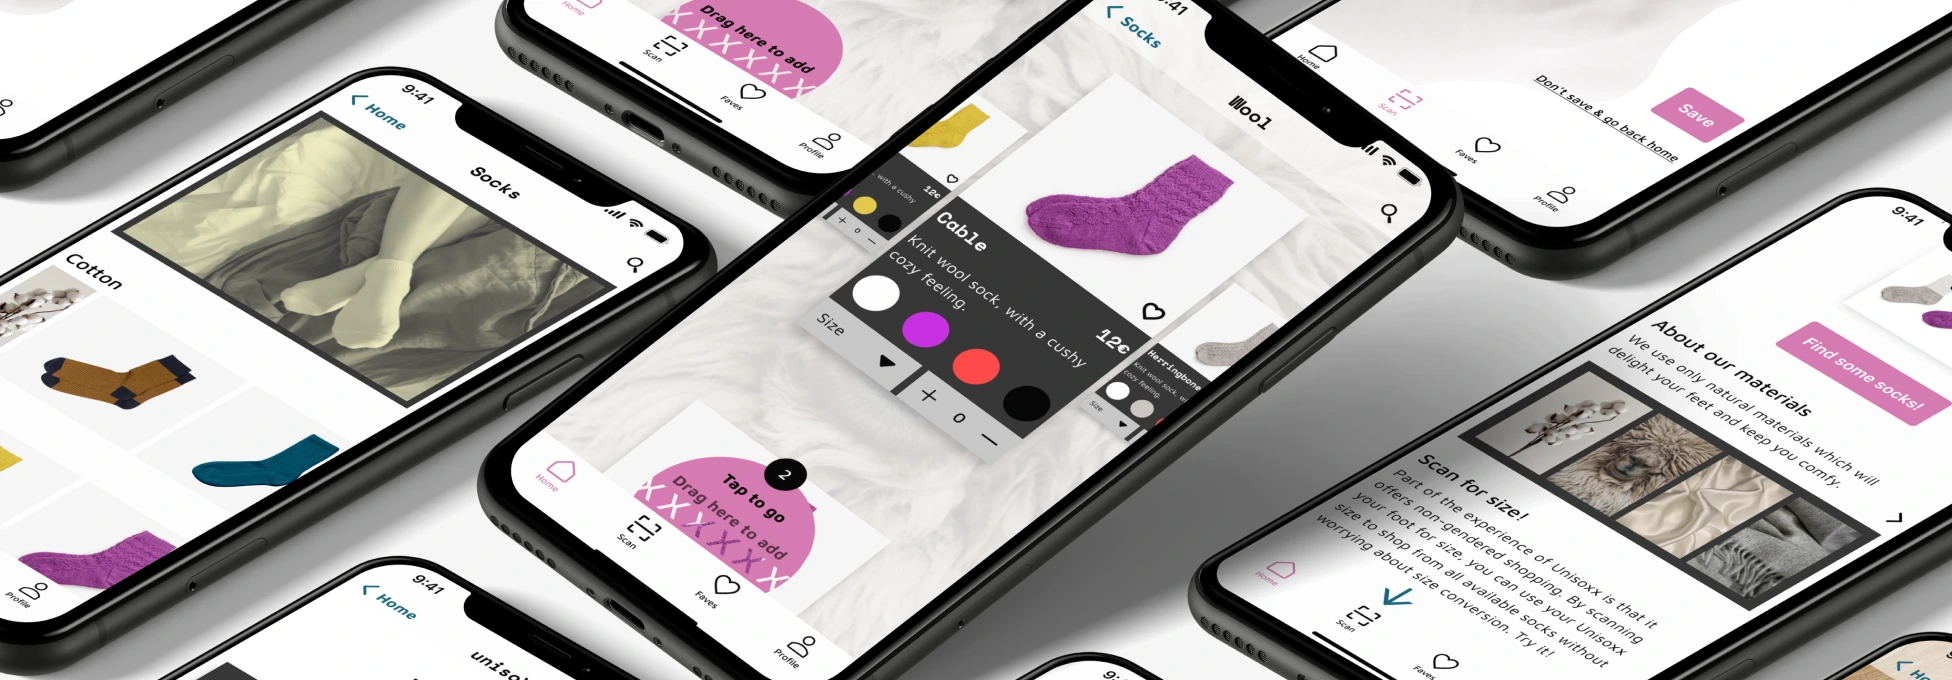 Home
Drag here to add
X X X X X X
Scan
Faves
Profile
9:41
Home
Socks
Cotton
Profile
9:41
Home
Socks
Wool
12€
with a cushy
0
Cable
Knit wool sock, with a cushy
cozy feeling.
12€
Size
0
Herringbone
Knit wool sock, wi
cozy feeling.
Size
2
Tap to go
Drag here to add
X X X X X X
Home
Scan
Faves
Profile
Home
Scan
Faves
Profile
Don't save & go back home
Save
9:41
Find some socks!
About our materials
We use only natural materials which will
delight your feet and keep you comfy.
Scan for size!
Part of the experience of Unisoxx is that it
offers non-gendered shopping. By scanning
your foot for size, you can use your Unisoxx
size to shop from all available socks without
worrying about size conversion. Try it!
Home
Scan
Faves